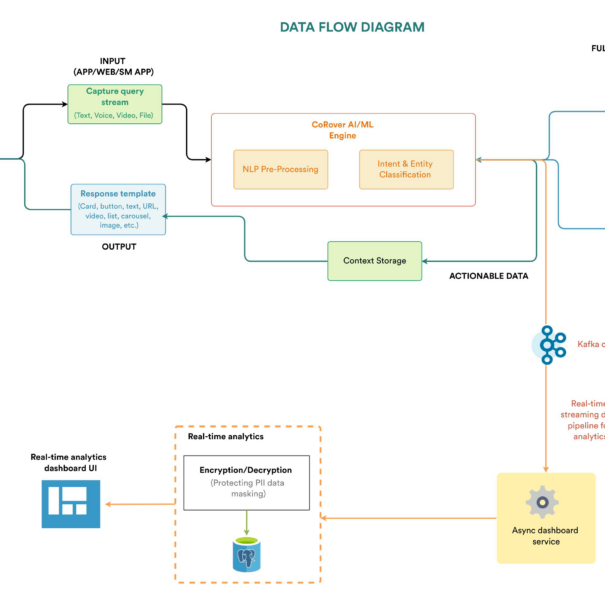 DATA FLOW DIAGRAM
FUL
INPUT
(APP/WEB/SM APP)
Capture query
stream
(Text, Voice, Video, File)
CoRover AI/ML
Engine
NLP Pre-Processing
Intent & Entity
Classification
Response template
(Card, button, text, URL,
video, list, carousel,
image, etc.)
OUTPUT
Context Storage
ACTIONABLE DATA
Kafka c
Real-time
streaming d
pipeline fo
analytics
Real-time analytics
Real-time analytics
dashboard UI
Encryption/Decryption
(Protecting PII data
masking)
Async dashboard
service